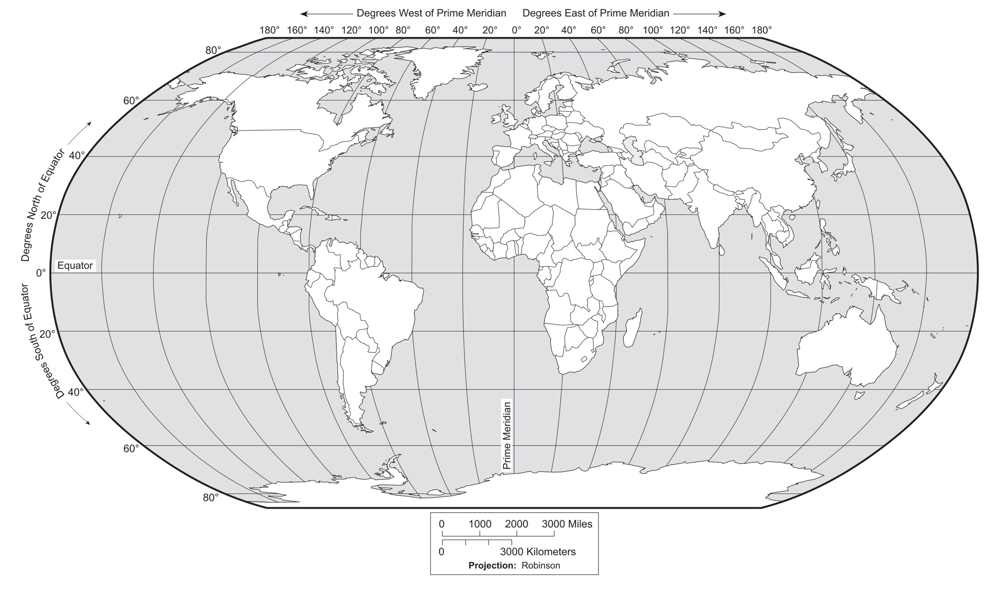 Degrees West of Prime Meridian Degrees East of Prime Meridian
180° 160° 140° 120° 100° 80° 60° 40° 20° 0° 20° 40° 60° 80° 100° 120° 140° 160° 180°
80°
60°
40°
20°
0°
20°
40°
60°
80°
Degrees North of Equator
Degrees South of Equator
Equator
Prime Meridian
0 1000 2000 3000 Miles
0 3000 Kilometers
Projection: Robinson